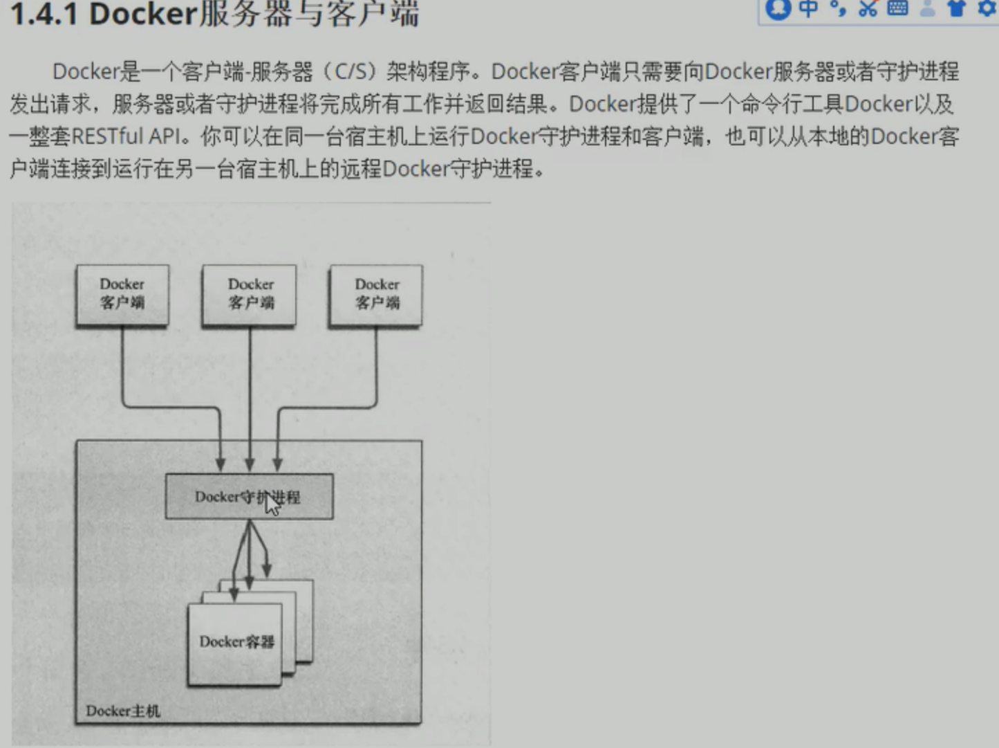 1.4.1 Docker服务器与客户端
中
Docker是一个客户端-服务器（C/S）架构程序。Docker客户端只需要向Docker服务器或者守护进程
发出请求，服务器或者守护进程将完成所有工作并返回结果。Docker提供了一个命令行工具Docker以及
一整套RESTful API。你可以在同一台宿主机上运行Docker守护进程和客户端，也可以从本地的Docker客
户端连接到运行在另一台宿主机上的远程Docker守护进程。
Docker
客户端
Docker
客户端
Docker
客户端
Docker守护进程
Docker容器
Docker主机